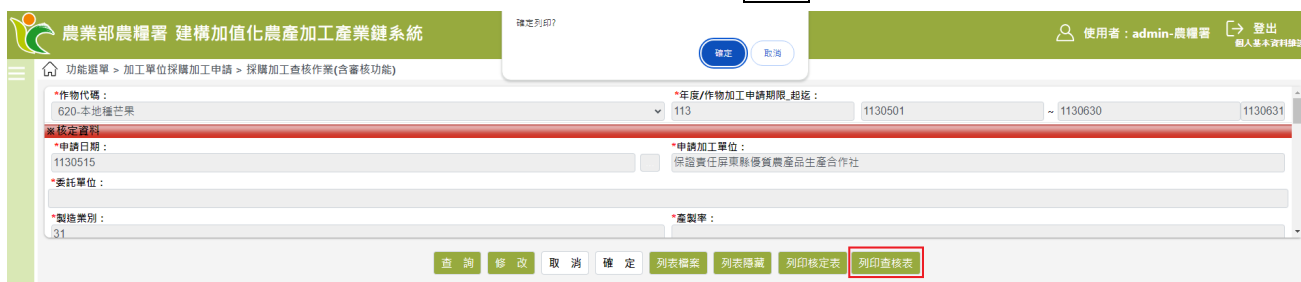 確定列印?
確定 取消
農業部農糧署 建構加值化農產加工產業鏈系統
使用者：admin-農糧署
登出
功能選單 > 加工單位採購加工申請 > 採購加工查核作業(含審核功能)
*作物代碼： *年度/作物加工申請期限_起迄：
620-本地種芒果 113 1130501 ~ 1130630 1130631
※核定資料
*申請日期： *申請加工單位：
1130515 保證責任屏東縣優質農產品生產合作社
*委託單位：
*製造業別： *產製率：
31
查 詢 修 改 取 消 確 定 列表檔案 列表隱藏 列印核定表 列印查核表